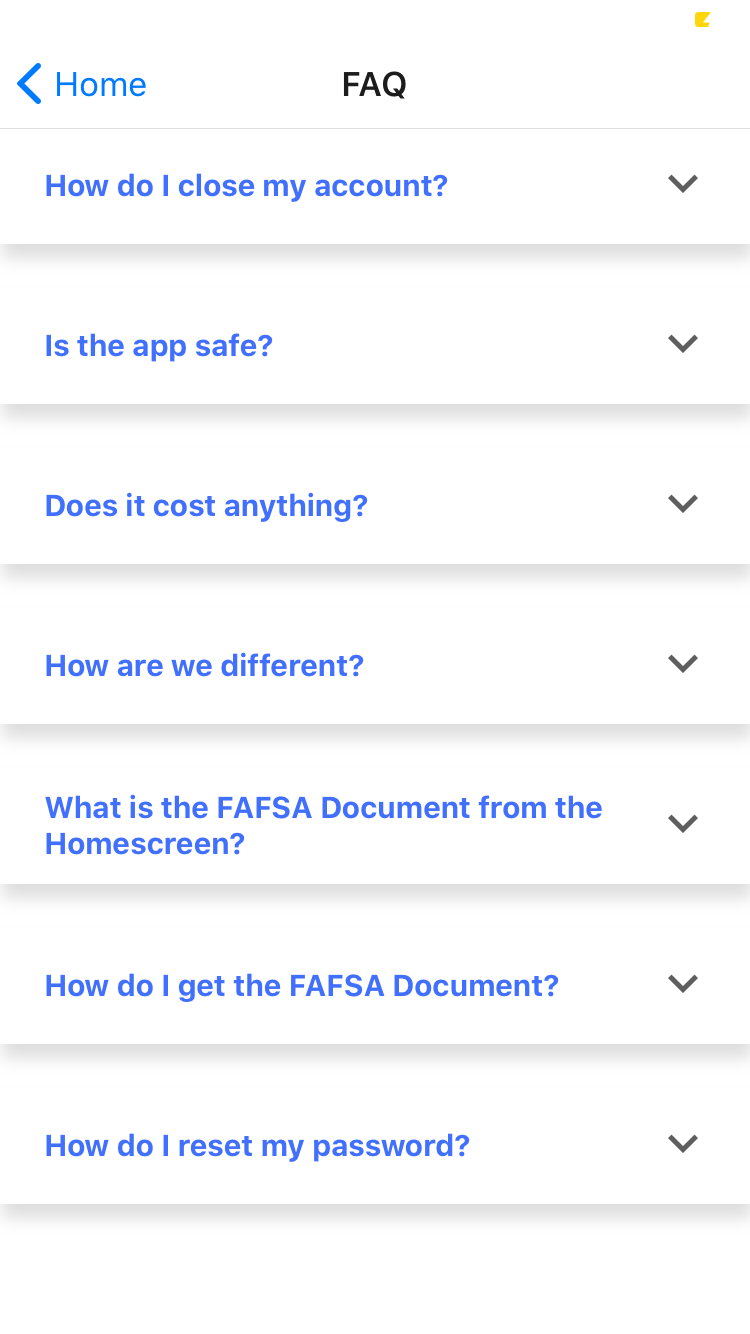 Home
FAQ
How do I close my account?
Is the app safe?
Does it cost anything?
How are we different?
What is the FAFSA Document from the
Homescreen?
How do I get the FAFSA Document?
How do I reset my password?